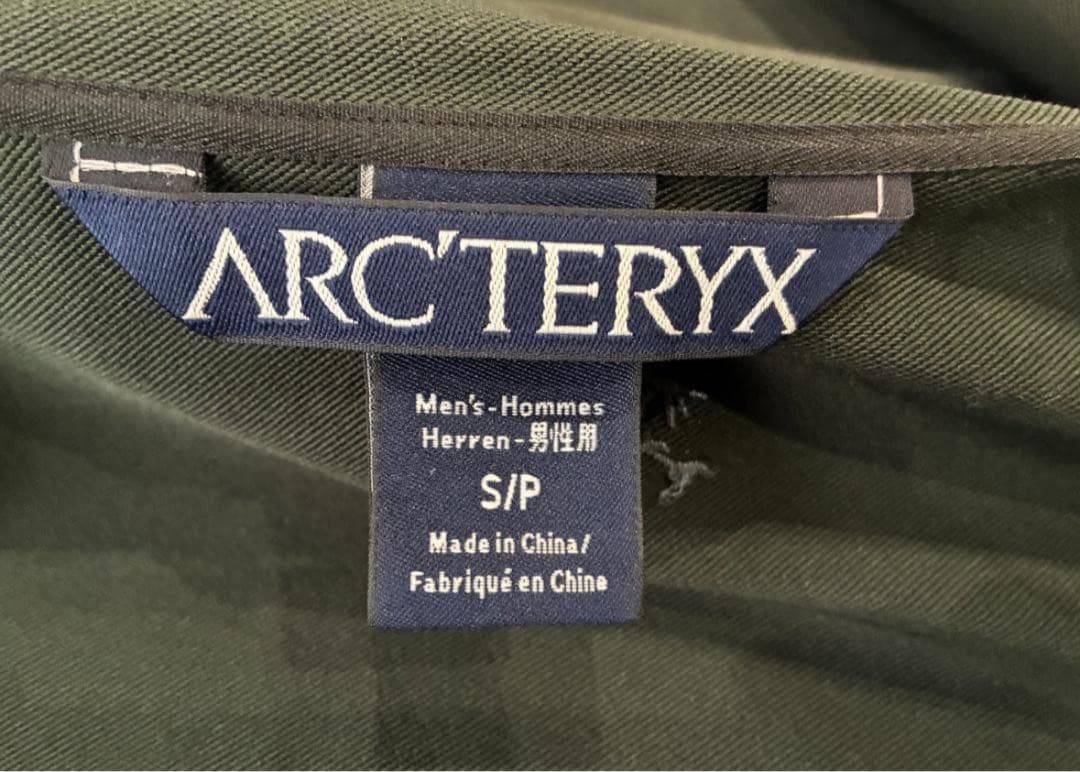 ARC'TERYX
Men's-Hommes
Herren-男性用
S/P
Made in China/
Fabriqué en Chine